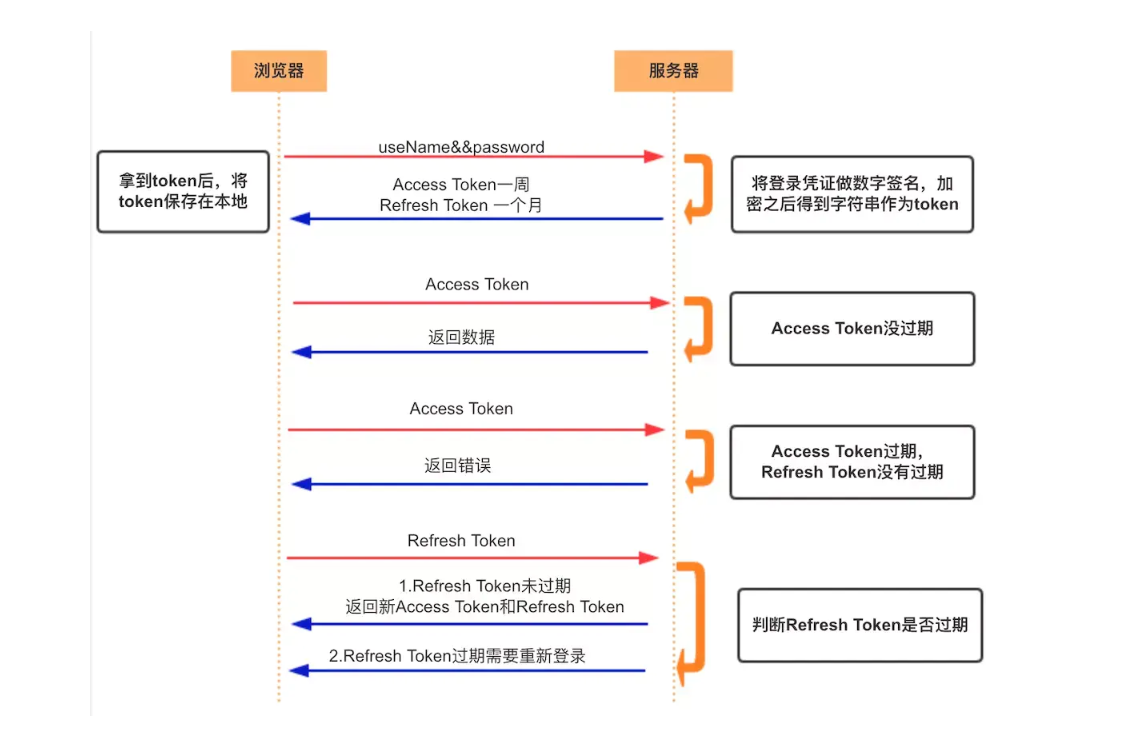 浏览器
服务器
useName&&password
拿到token后，将
token保存在本地
Access Token一周
Refresh Token 一个月
将登录凭证做数字签名，加
密之后得到字符串作为token
Access Token
返回数据
Access Token没过期
Access Token
返回错误
Access Token过期，
Refresh Token没有过期
Refresh Token
1.Refresh Token未过期
返回新Access Token和Refresh Token
判断Refresh Token是否过期
2.Refresh Token过期需要重新登录